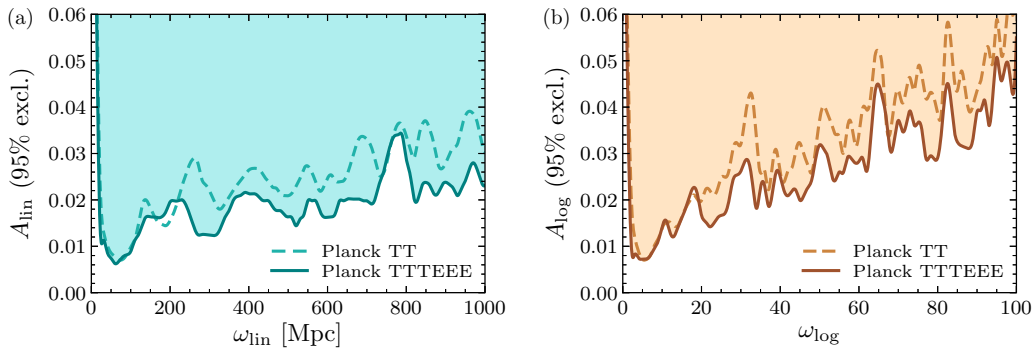 (a)
0.06
0.05
0.04
0.03
0.02
0.01
0.00
A_lin (95% excl.)
Planck TT
Planck TTTEEE
0 200 400 600 800 1000
ω_lin [Mpc]
(b)
0.06
0.05
0.04
0.03
0.02
0.01
0.00
A_log (95% excl.)
Planck TT
Planck TTTEEE
0 20 40 60 80 100
ω_log